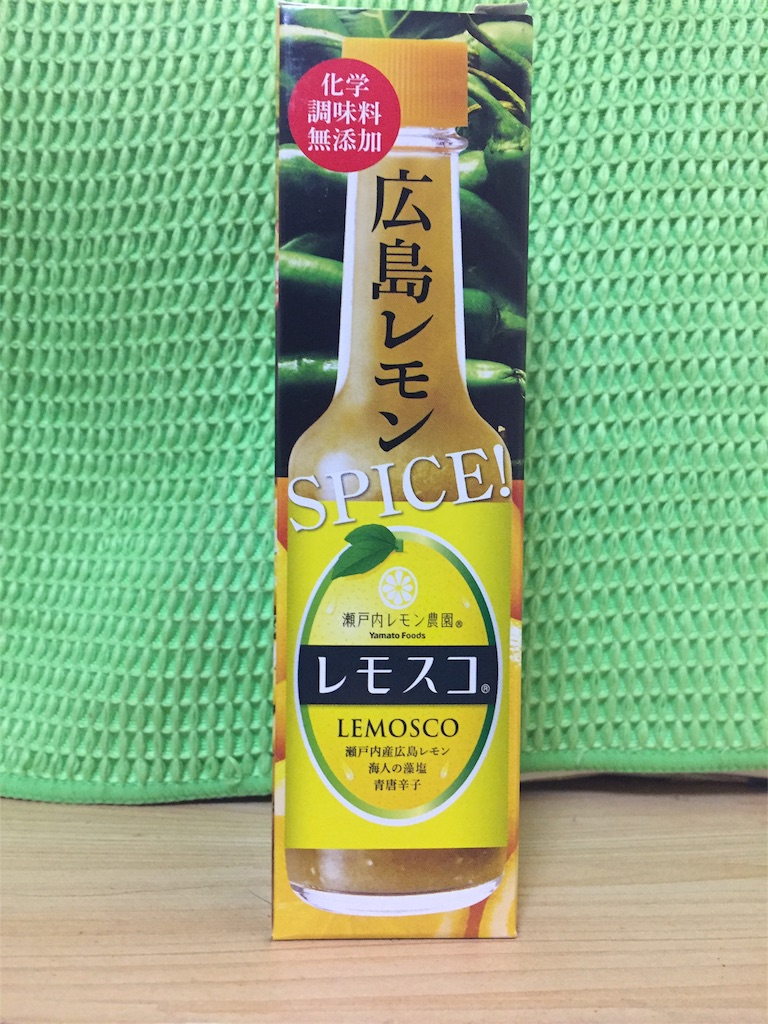 化学
調味料
無添加
広島レモン
SPICE!
瀬戸内レモン農園®
Yamato Foods
レモスコ®
LEMOSCO
瀬戸内産広島レモン
海人の藻塩
青唐辛子